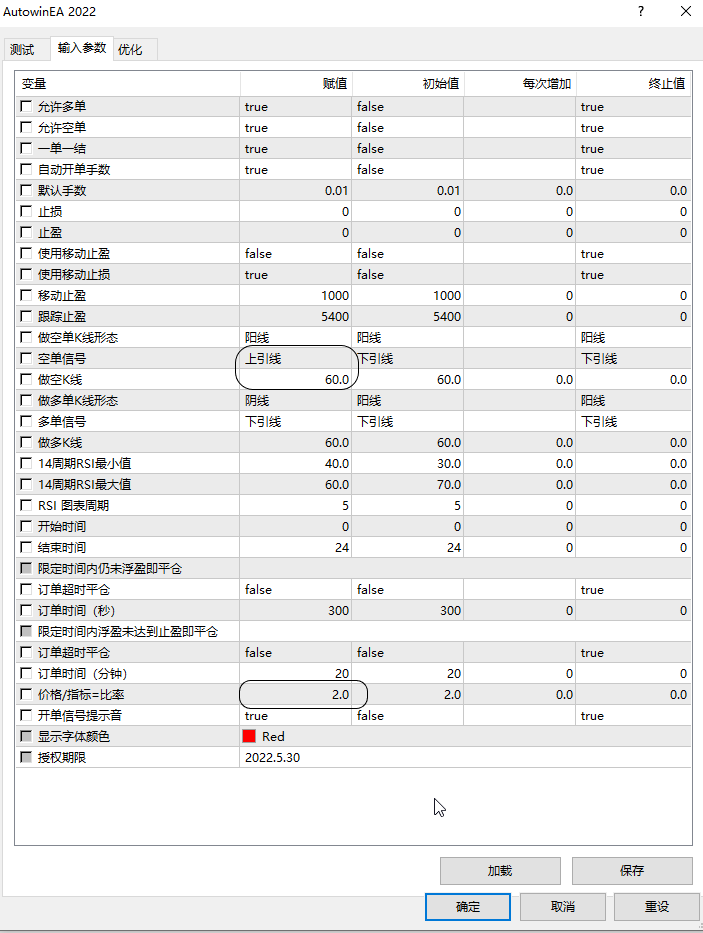 AutowinEA 2022
测试 输入参数 优化
变量 赋值 初始值 每次增加 终止值
允许多单 true false true
允许空单 true false true
一单一结 true false true
自动开单手数 true false true
默认手数 0.01 0.01 0.0 0.0
止损 0 0 0 0
止盈 0 0 0 0
使用移动止盈 false false true
使用移动止损 true false true
移动止盈 1000 1000 0 0
跟踪止盈 5400 5400 0 0
做空单K线形态 阳线 阳线 阳线
空单信号 上引线 下引线 下引线
做空K线 60.0 60.0 0.0 0.0
做多单K线形态 阴线 阳线 阳线
多单信号 下引线 下引线 下引线
做多K线 60.0 60.0 0.0 0.0
14周期RSI最小值 40.0 30.0 0.0 0.0
14周期RSI最大值 60.0 70.0 0.0 0.0
RSI 图表周期 5 5 0 0
开始时间 0 0 0 0
结束时间 24 24 0 0
限定时间内仍未浮盈即平仓
订单超时平仓 false false true
订单时间（秒） 300 300 0 0
限定时间内浮盈未达到止盈即平仓
订单超时平仓 false false true
订单时间（分钟） 20 20 0 0
价格/指标=比率 2.0 2.0 0.0 0.0
开单信号提示音 true false true
显示字体颜色 Red
授权期限 2022.5.30
加载 保存
确定 取消 重设